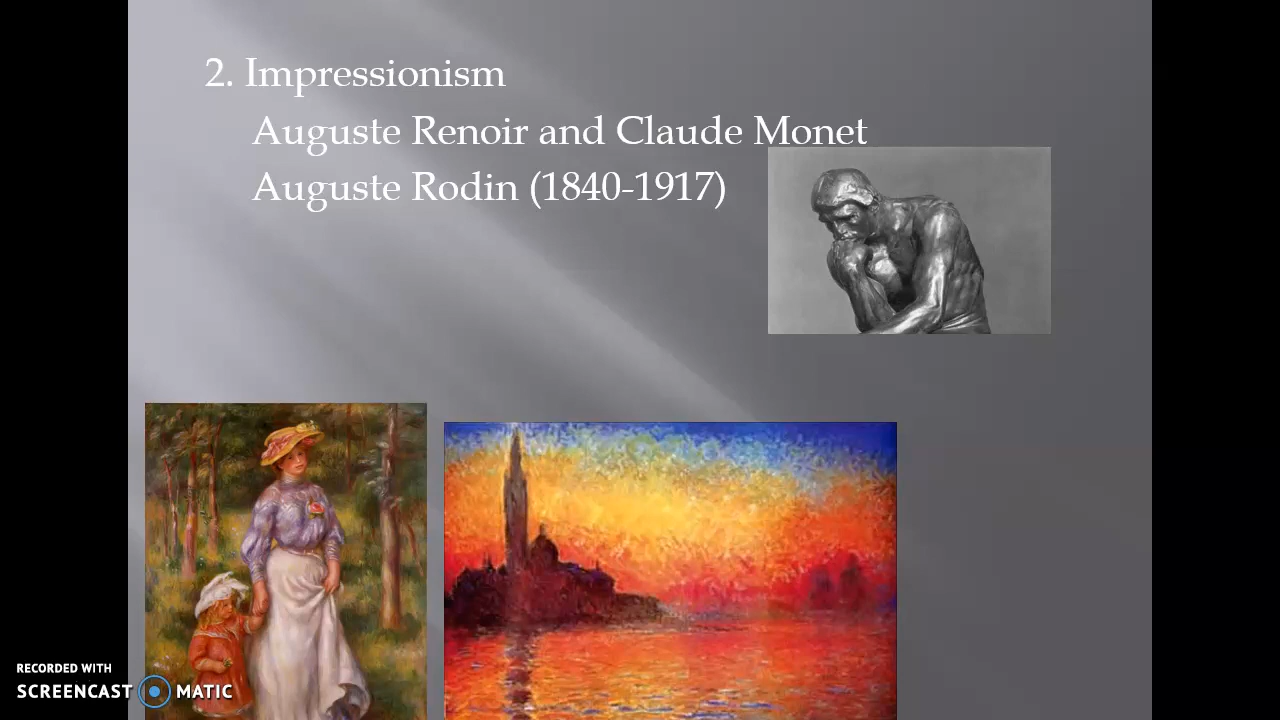 2. Impressionism
Auguste Renoir and Claude Monet
Auguste Rodin (1840-1917)
RECORDED WITH
SCREENCAST MATIC